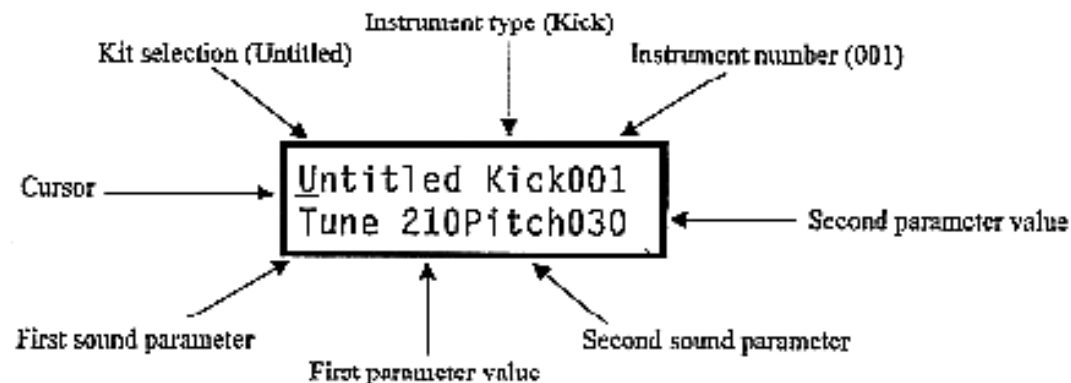 Instrument type (Kick)
Kit selection (Untitled)
Instrument number (001)
Cursor
Untitled Kick001
Tune 210Pitch030
Second parameter value
First sound parameter
Second sound parameter
First parameter value